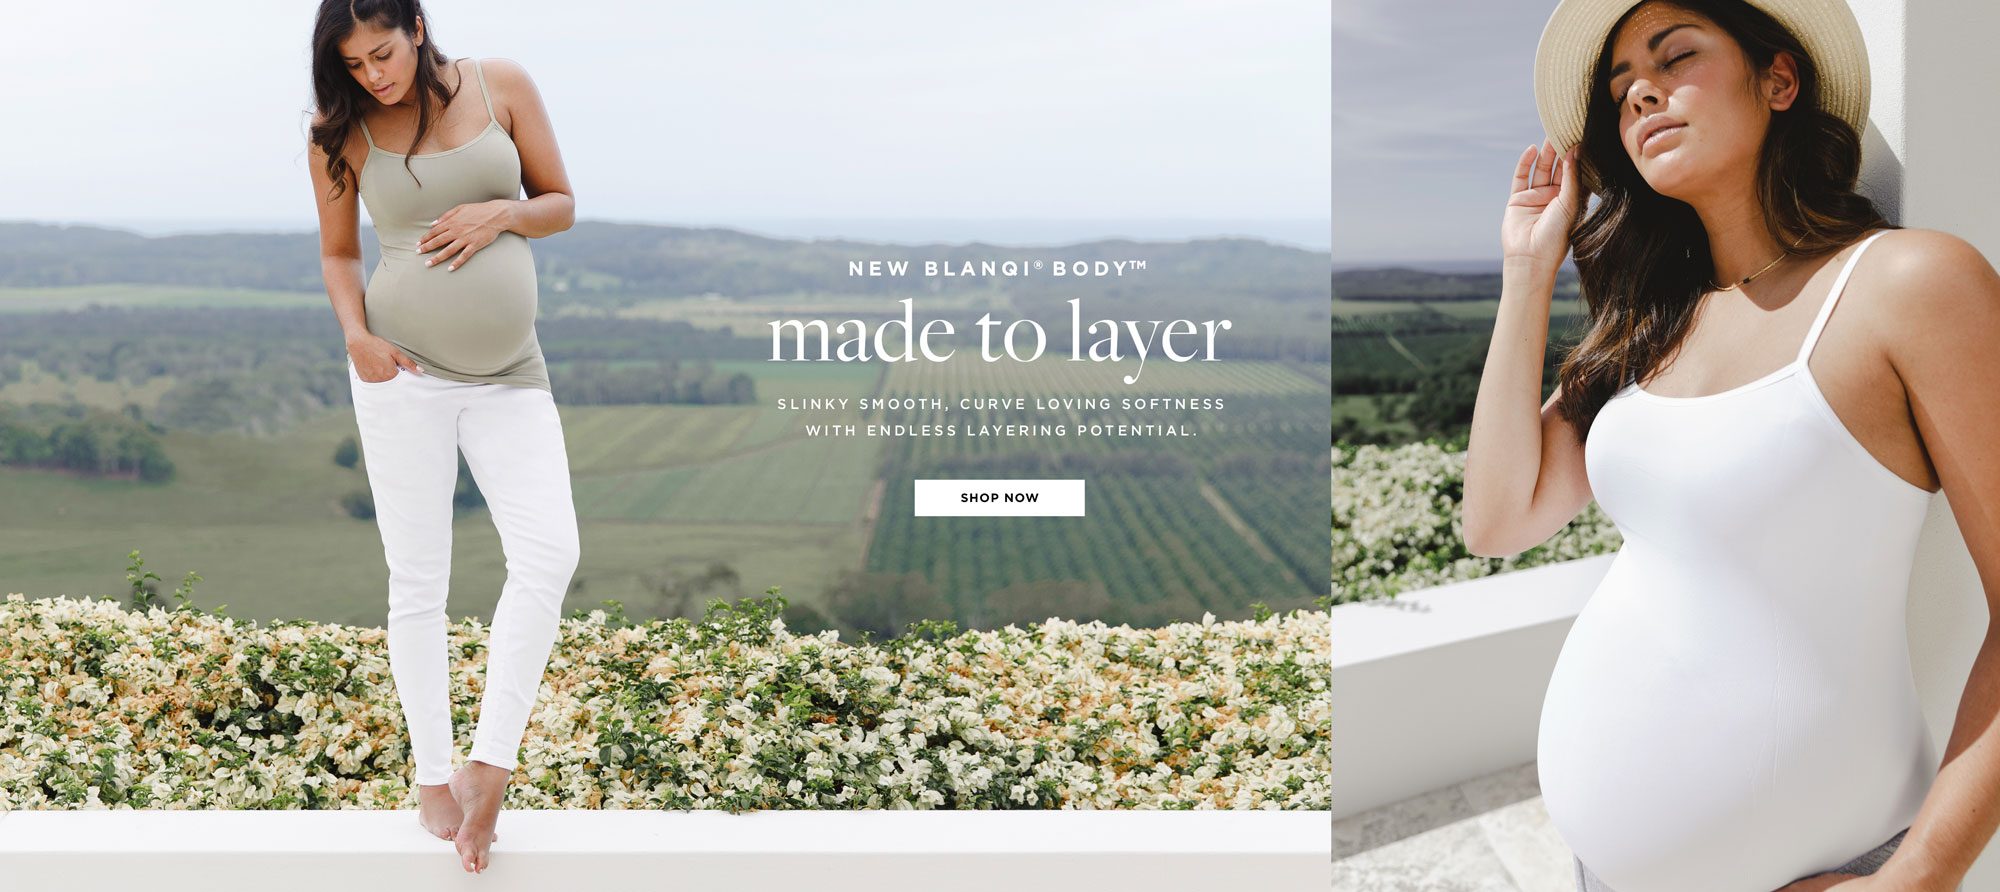 NEW BLANQI® BODY™
made to layer
SLINKY SMOOTH, CURVE LOVING SOFTNESS
WITH ENDLESS LAYERING POTENTIAL.
SHOP NOW